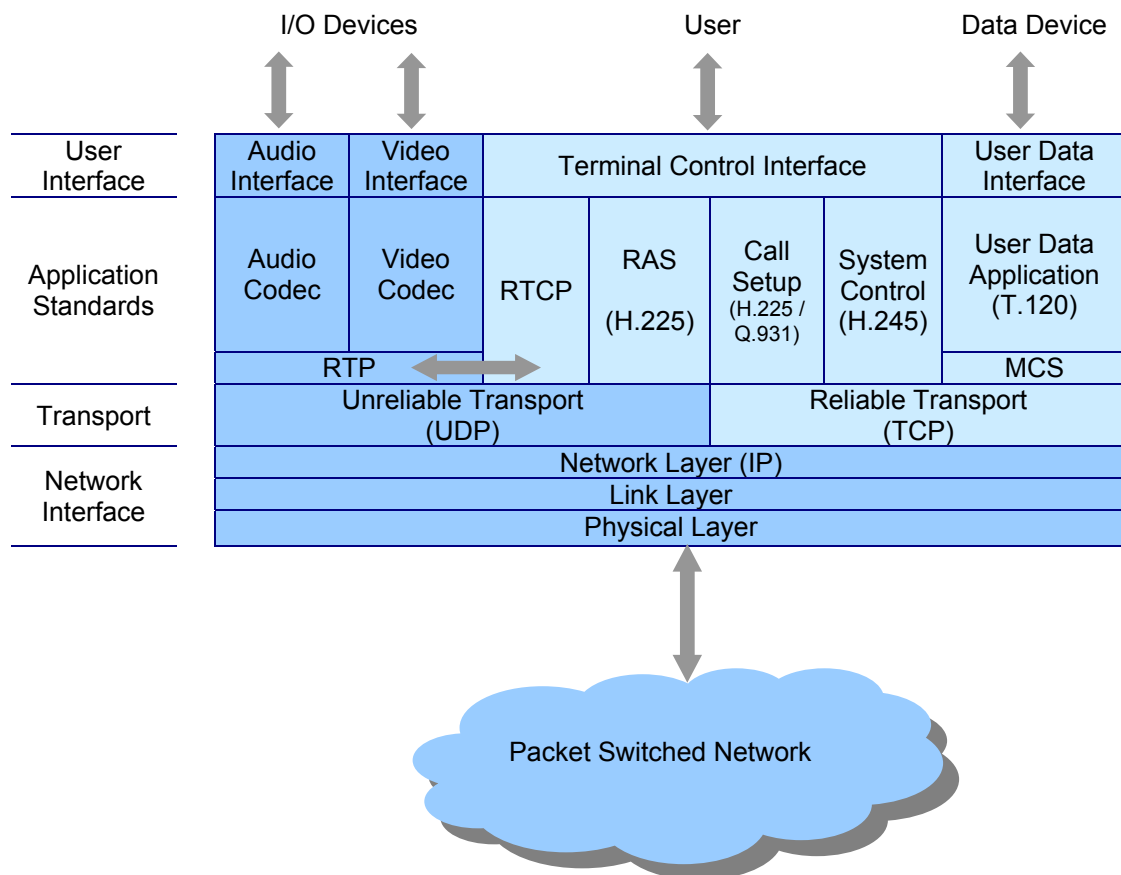 I/O Devices
User
Data Device
User
Interface
Audio
Interface
Video
Interface
Terminal Control Interface
User Data
Interface
Application
Standards
Audio
Codec
Video
Codec
RTCP
RAS
(H.225)
Call
Setup
(H.225 /
Q.931)
System
Control
(H.245)
User Data
Application
(T.120)
RTP
MCS
Transport
Unreliable Transport
(UDP)
Reliable Transport
(TCP)
Network
Interface
Network Layer (IP)
Link Layer
Physical Layer
Packet Switched Network